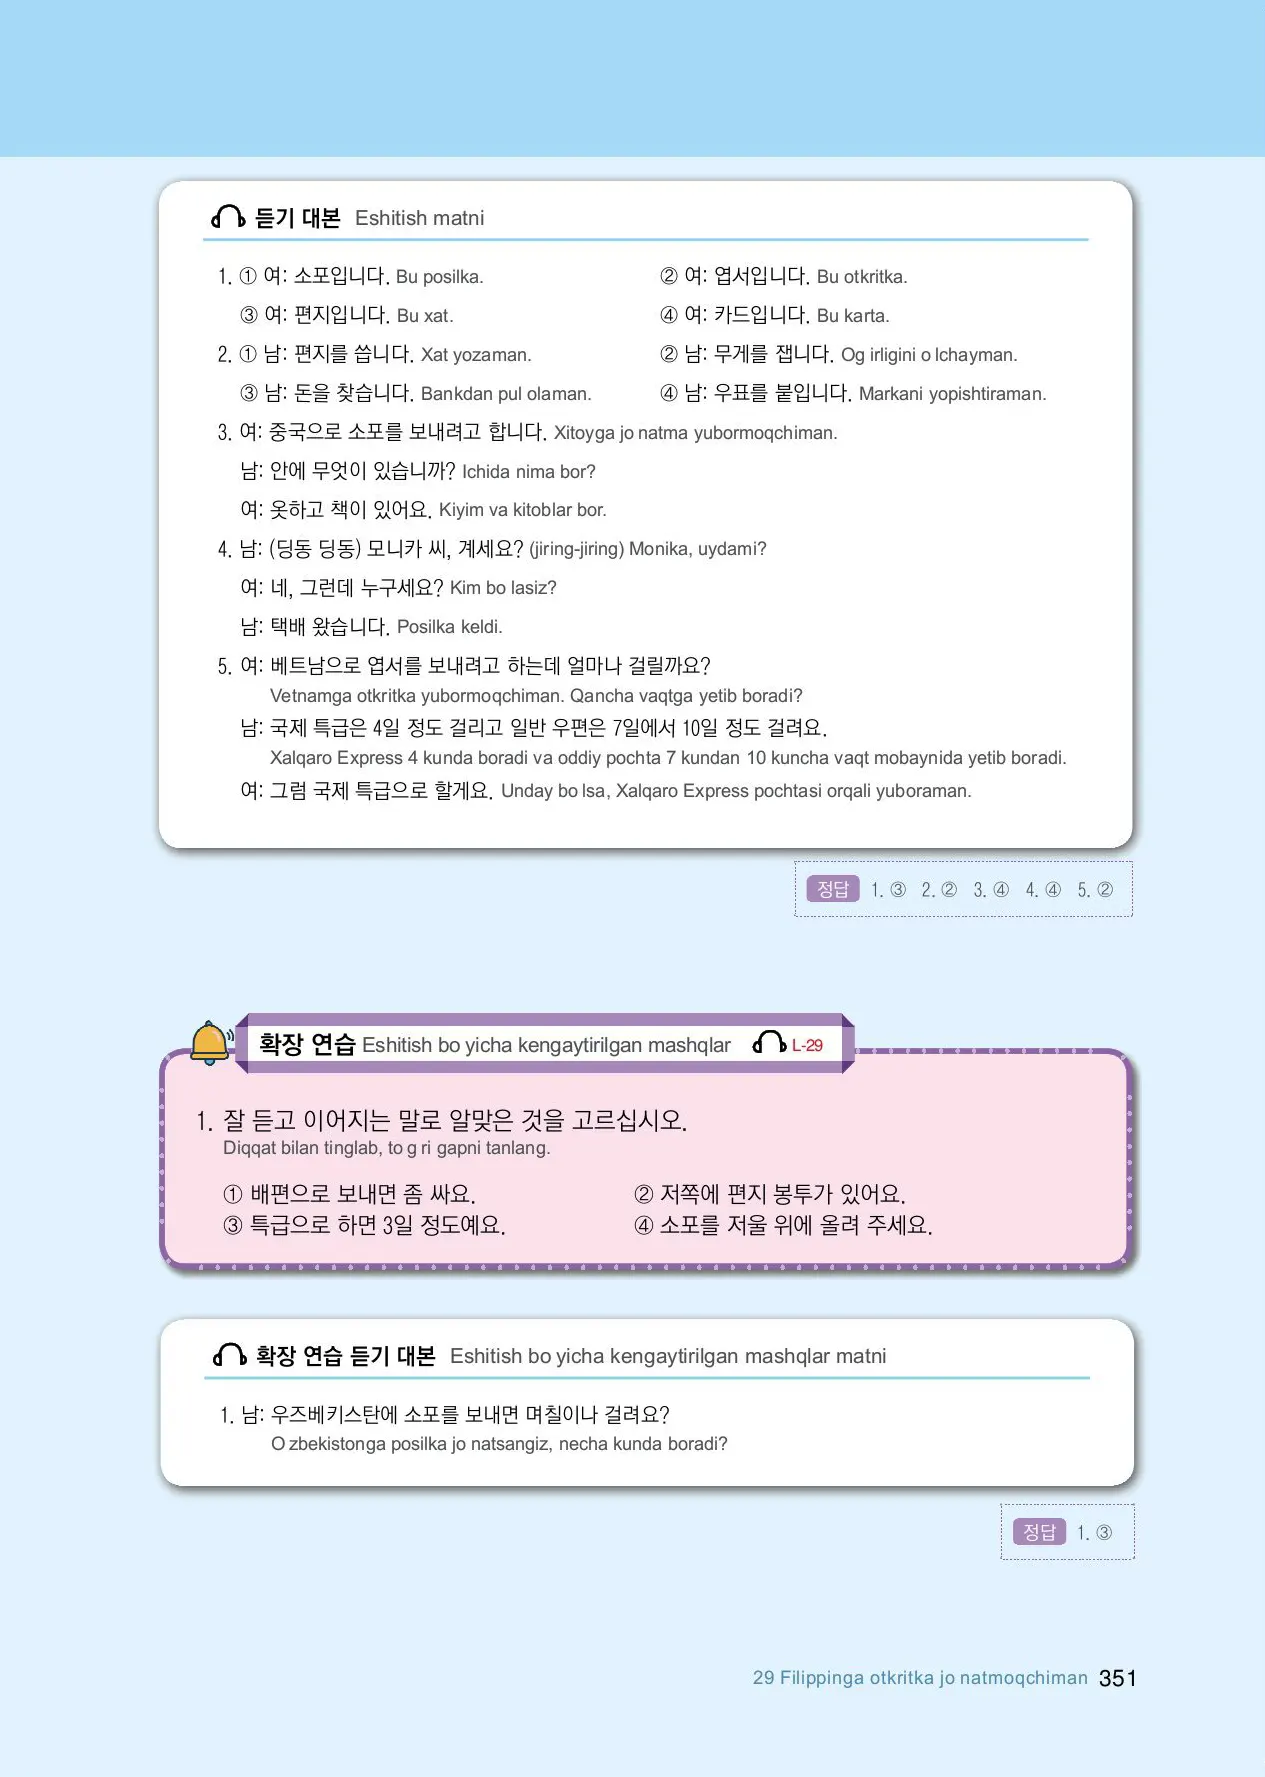 듣기 대본 Eshitish matni
1. ① 여: 소포입니다. Bu posilka. ② 여: 엽서입니다. Bu otkritka.
③ 여: 편지입니다. Bu xat. ④ 여: 카드입니다. Bu karta.
2. ① 남: 편지를 씁니다. Xat yozaman. ② 남: 무게를 잽니다. Og irligini o lchayman.
③ 남: 돈을 찾습니다. Bankdan pul olaman. ④ 남: 우표를 붙입니다. Markani yopishtiraman.
3. 여: 중국으로 소포를 보내려고 합니다. Xitoyga jo natma yubormoqchiman.
남: 안에 무엇이 있습니까? Ichida nima bor?
여: 옷하고 책이 있어요. Kiyim va kitoblar bor.
4. 남: (딩동 딩동) 모니카 씨, 계세요? (jiring-jiring) Monika, uydami?
여: 네, 그런데 누구세요? Kim bo lasiz?
남: 택배 왔습니다. Posilka keldi.
5. 여: 베트남으로 엽서를 보내려고 하는데 얼마나 걸릴까요?
Vetnamga otkritka yubormoqchiman. Qancha vaqtga yetib boradi?
남: 국제 특급은 4일 정도 걸리고 일반 우편은 7일에서 10일 정도 걸려요.
Xalqaro Express 4 kunda boradi va oddiy pochta 7 kundan 10 kuncha vaqt mobaynida yetib boradi.
여: 그럼 국제 특급으로 할게요. Unday bo lsa, Xalqaro Express pochtasi orqali yuboraman.
정답 1. ③ 2. ② 3. ④ 4. ④ 5. ②
확장 연습 Eshitish bo yicha kengaytirilgan mashqlar L-29
1. 잘 듣고 이어지는 말로 알맞은 것을 고르십시오.
Diqqat bilan tinglab, to g ri gapni tanlang.
① 배편으로 보내면 좀 싸요. ② 저쪽에 편지 봉투가 있어요.
③ 특급으로 하면 3일 정도예요. ④ 소포를 저울 위에 올려 주세요.
확장 연습 듣기 대본 Eshitish bo yicha kengaytirilgan mashqlar matni
1. 남: 우즈베키스탄에 소포를 보내면 며칠이나 걸려요?
O zbekistonga posilka jo natsangiz, necha kunda boradi?
정답 1. ③
29 Filippinga otkritka jo natmoqchiman 351